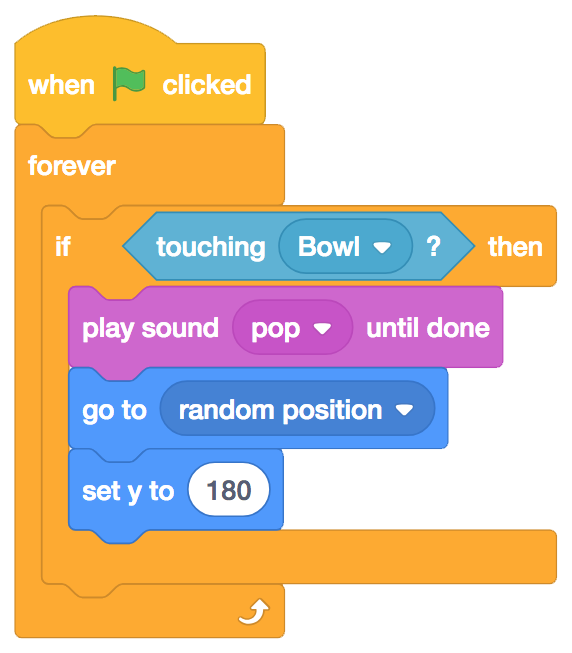 when clicked
forever
if touching Bowl ? then
play sound pop until done
go to random position
set y to 180